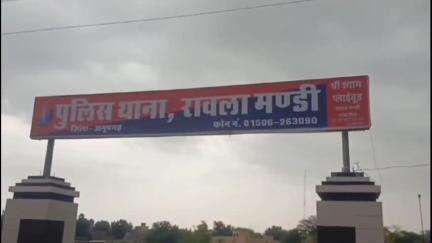 पुलिस थाना, रावला मण्डी
जिला-अनूपगढ़
फोन नं. 01506-263090
श्री श्याम
प्लाईवुड